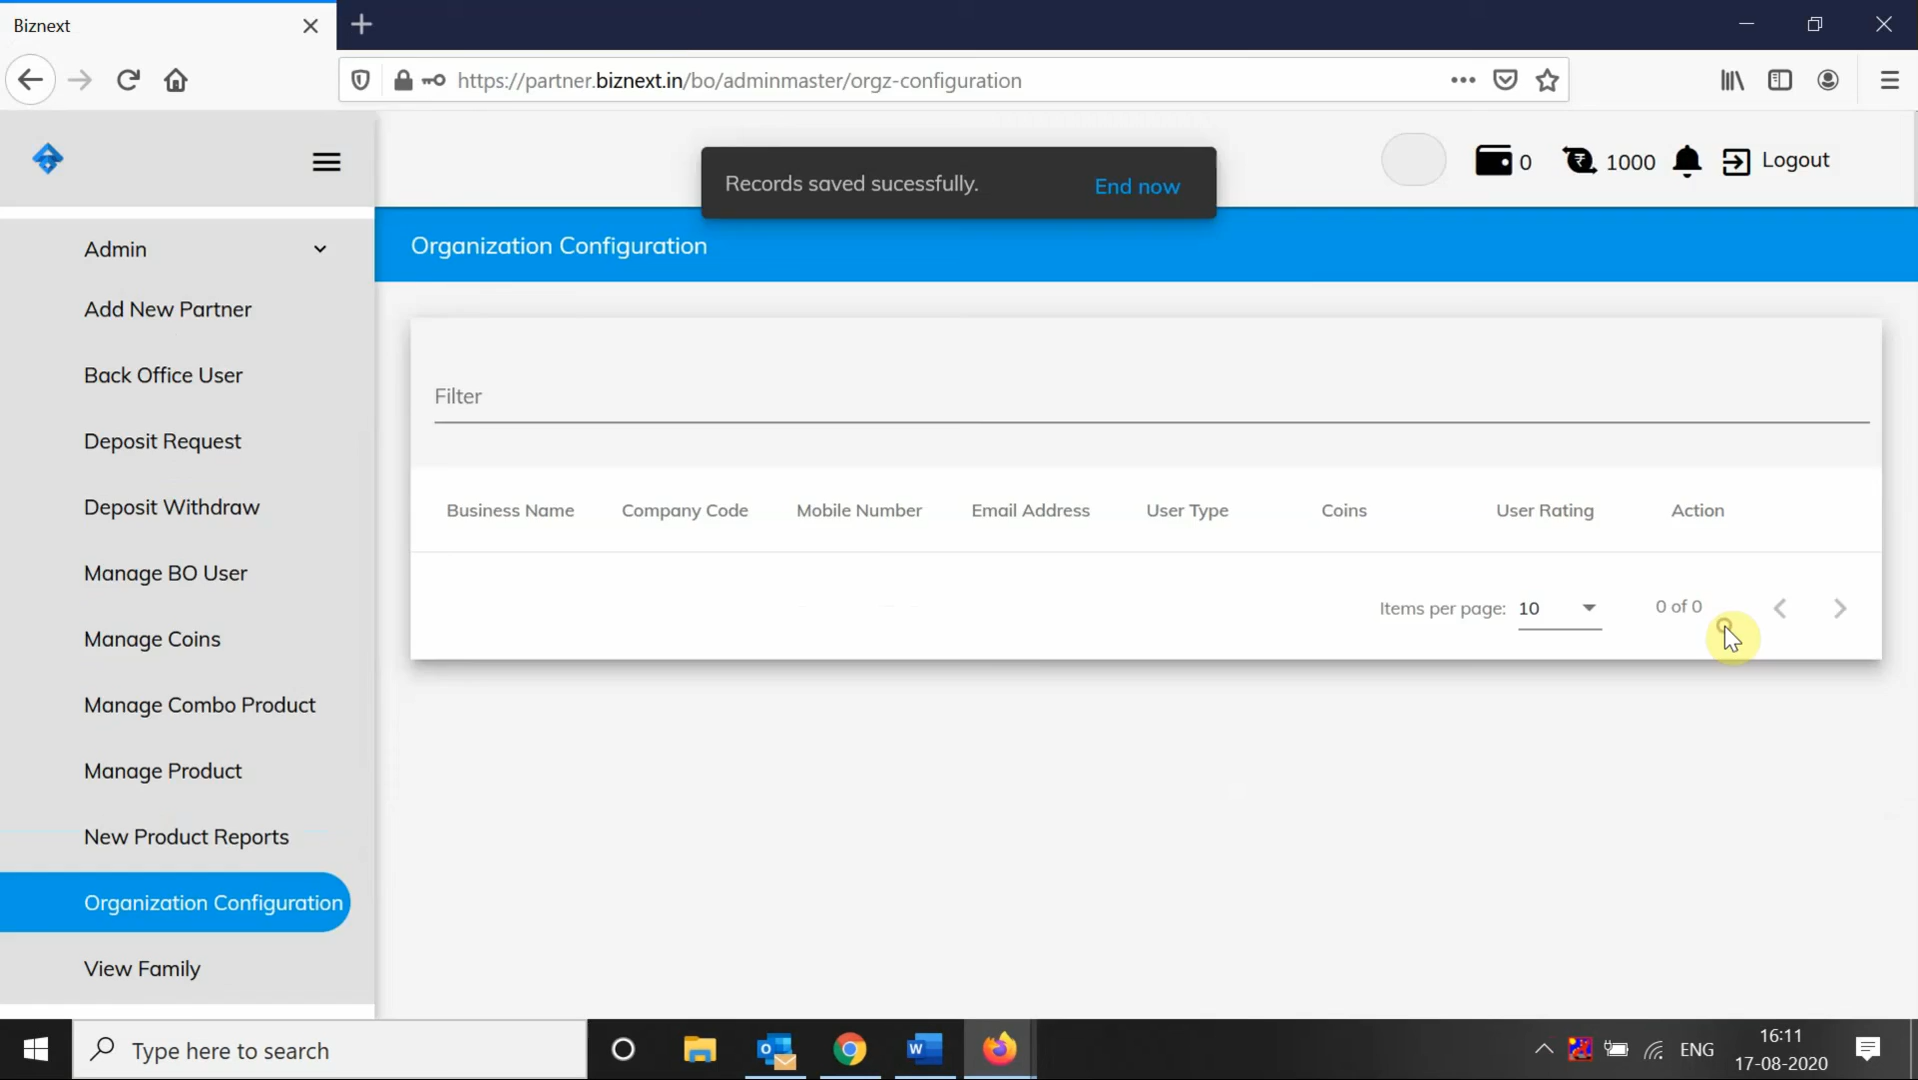 Biznext
https://partner.biznext.in/bo/adminmaster/orgz-configuration
Records saved sucessfully.
End now
0
1000
Logout
Admin
Organization Configuration
Add New Partner
Back Office User
Deposit Request
Deposit Withdraw
Manage BO User
Manage Coins
Manage Combo Product
Manage Product
New Product Reports
Organization Configuration
View Family
Filter
Business Name Company Code Mobile Number Email Address User Type Coins User Rating Action
Items per page: 10 0 of 0
Type here to search
ENG
16:11
17-08-2020